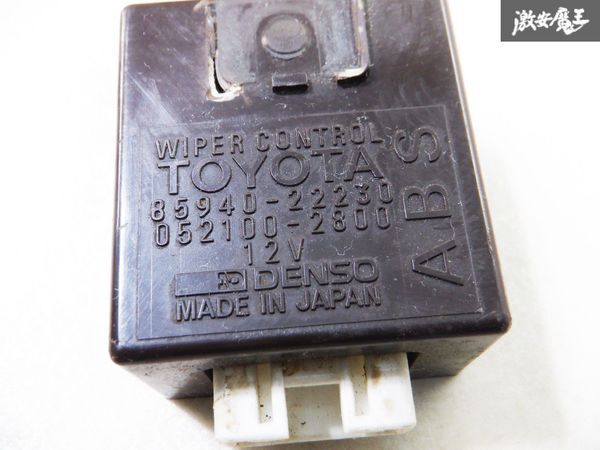 激安魔王
WIPER CONTROL
TOYOTA
85940-22230
052100-2800
12V
DENSO
MADE IN JAPAN
ABS